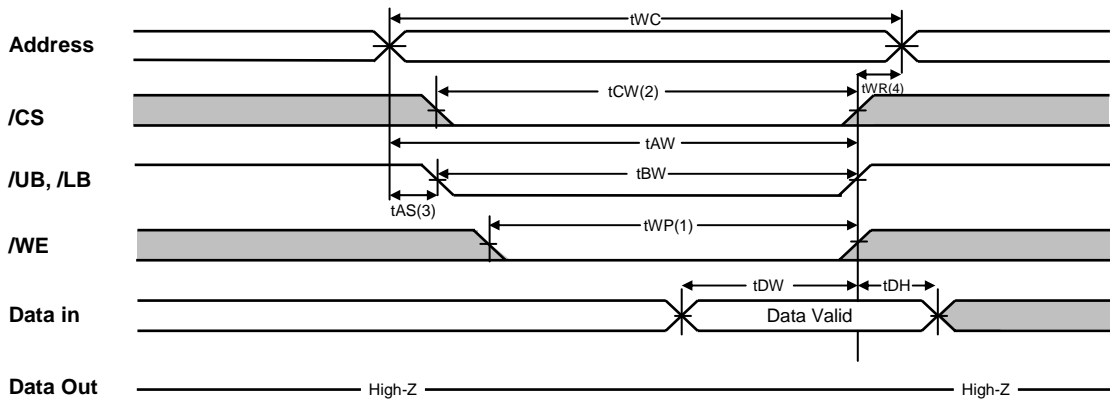 tWC
Address
tCW(2)
tWR(4)
/CS
tAW
/UB, /LB
tBW
tAS(3)
tWP(1)
/WE
tDW
tDH
Data in
Data Valid
Data Out
High-Z
High-Z